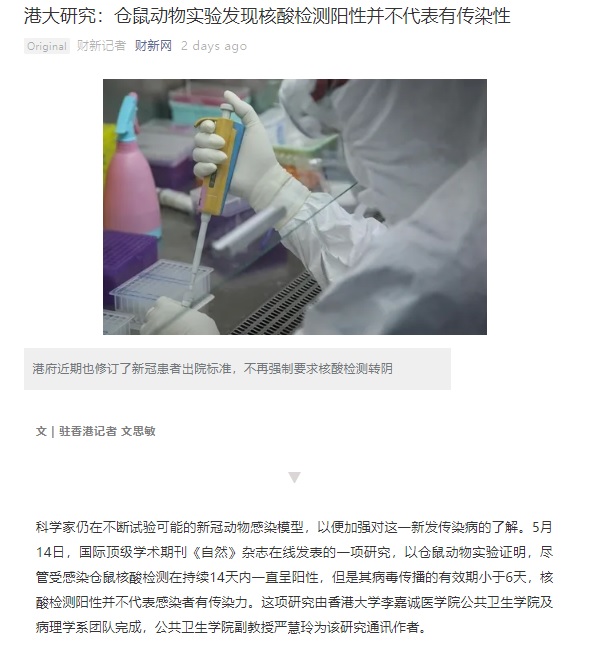 港大研究：仓鼠动物实验发现核酸检测阳性并不代表有传染性
Original 财新记者 财新网 2 days ago
港府近期也修订了新冠患者出院标准，不再强制要求核酸检测转阴
文 | 驻香港记者 文思敏
科学家仍在不断试验可能的新冠动物感染模型，以便加强对这一新发传染病的了解。5月
14日，国际顶级学术期刊《自然》杂志在线发表的一项研究，以仓鼠动物实验证明，尽
管受感染仓鼠核酸检测在持续14天内一直呈阳性，但是其病毒传播的有效期小于6天，核
酸检测阳性并不代表感染者有传染力。这项研究由香港大学李嘉诚医学院公共卫生学院及
病理学系团队完成，公共卫生学院副教授严慧玲为该研究通讯作者。